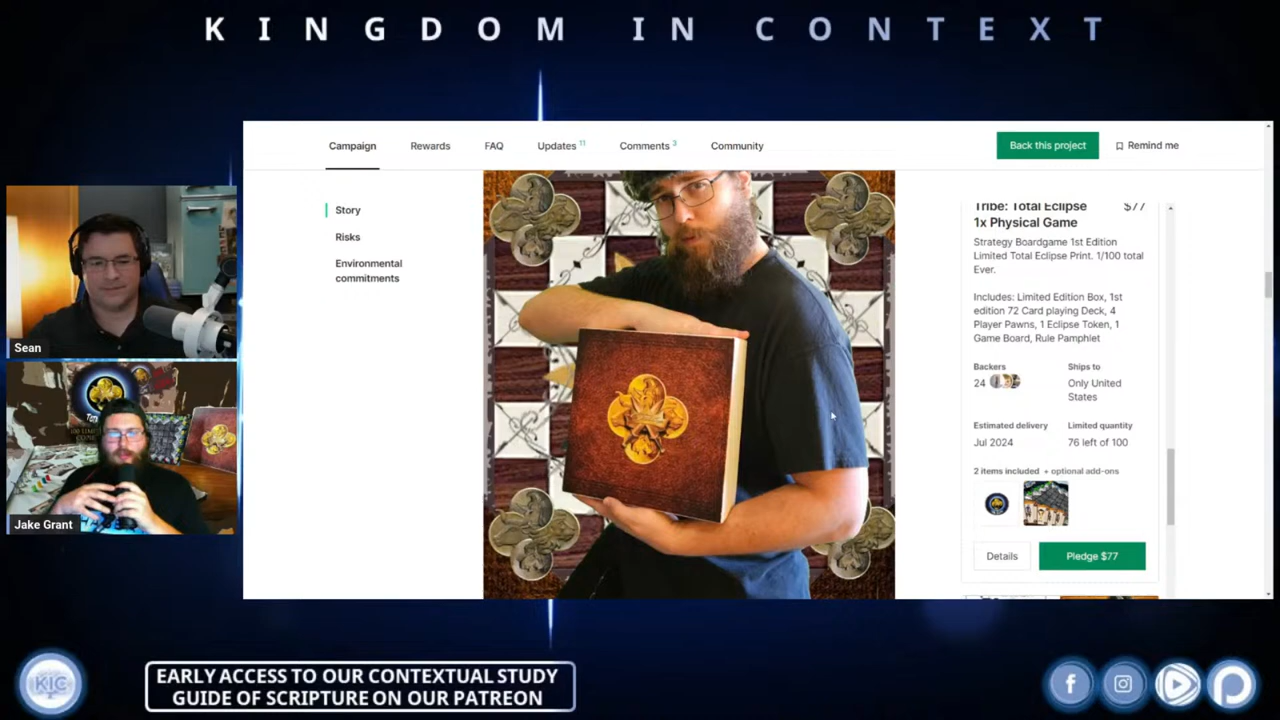 KINGDOM IN CONTEXT
Campaign
Rewards
FAQ
Updates 11
Comments 3
Community
Back this project
Remind me
Story
Risks
Environmental
commitments
Tribe: Total Eclipse $77
1x Physical Game
Strategy Boardgame 1st Edition
Limited Total Eclipse Print. 1/100 total
Ever.
Includes: Limited Edition Box, 1st
edition 72 Card playing Deck, 4
Player Pawns, 1 Eclipse Token, 1
Game Board, Rule Pamphlet
Backers
24
Ships to
Only United
States
Estimated delivery
Jul 2024
Limited quantity
76 left of 100
2 items included + optional add-ons
Details
Pledge $77
Sean
Jake Grant
KIC
EARLY ACCESS TO OUR CONTEXTUAL STUDY
GUIDE OF SCRIPTURE ON OUR PATREON